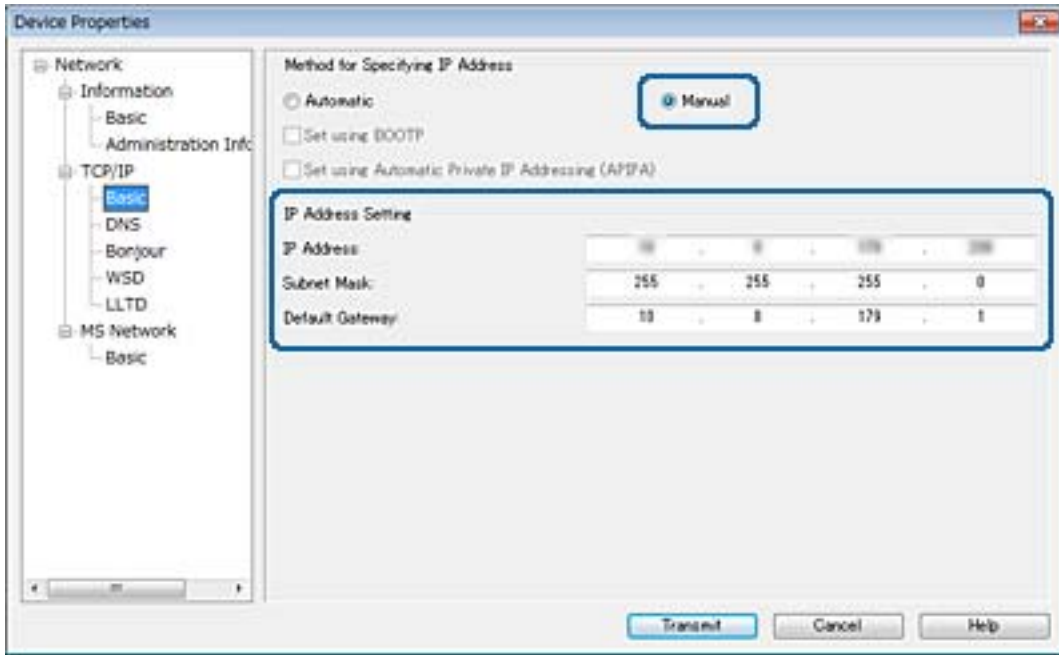 Device Properties
Network
Information
Basic
Administration Info
TCP/IP
Basic
DNS
Bonjour
WSD
LLTD
MS Network
Basic
Method for Specifying IP Address
Automatic
Manual
Set using BOOTP
Set using Automatic Private IP Addressing (APIPA)
IP Address Setting
IP Address:
Subnet Mask: 255 . 255 . 255 . 0
Default Gateway: 10 . 8 . 179 . 1
Transmit Cancel Help